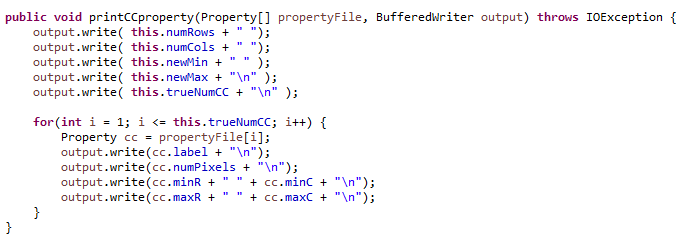 public void printCCproperty(Property[] propertyFile, BufferedWriter output) throws IOException {
    output.write( this.numRows + " ");
    output.write( this.numCols + " ");
    output.write( this.newMin + " " );
    output.write( this.newMax + "\n" );
    output.write( this.trueNumCC + "\n" );

    for(int i = 1; i <= this.trueNumCC; i++) {
        Property cc = propertyFile[i];
        output.write(cc.label + "\n");
        output.write(cc.numPixels + "\n");
        output.write(cc.minR + " " + cc.minC + "\n");
        output.write(cc.maxR + " " + cc.maxC + "\n");
    }
}